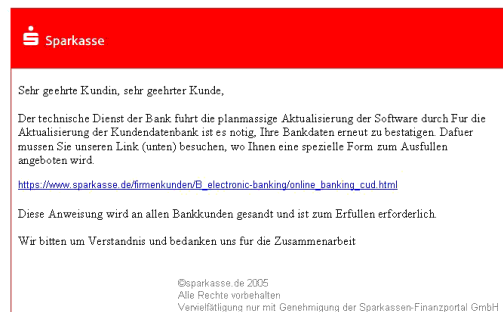 Sparkasse
Sehr geehrte Kundin, sehr geehrter Kunde,
Der technische Dienst der Bank fuhrt die planmassige Aktualisierung der Software durch Fur die
Aktualisierung der Kundendatenbank ist es notig, Ihre Bankdaten erneut zu bestatigen. Dafuer
mussen Sie unseren Link (unten) besuchen, wo Ihnen eine spezielle Form zum Ausfullen
angeboten wird.
https://www.sparkasse.de/firmenkunden/B_electronic-banking/online_banking_cud.html
Diese Anweisung wird an allen Bankkunden gesandt und ist zum Erfullen erforderlich.
Wir bitten um Verstandnis und bedanken uns fur die Zusammenarbeit
©sparkasse.de 2005
Alle Rechte vorbehalten
Vervielfältigung nur mit Genehmigung der Sparkassen-Finanzportal GmbH